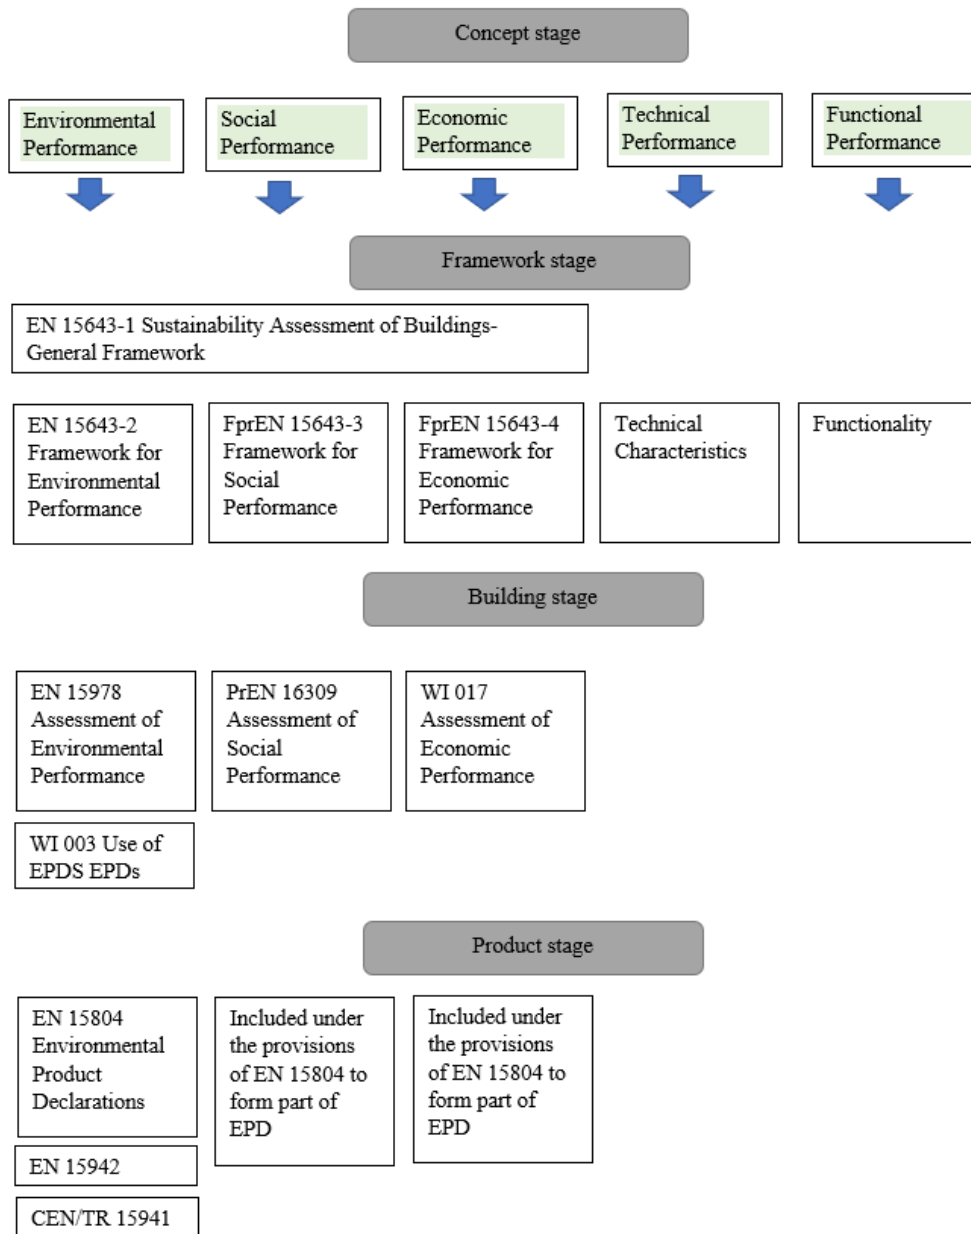 Concept stage
Environmental
Performance
Social
Performance
Economic
Performance
Technical
Performance
Functional
Performance
Framework stage
EN 15643-1 Sustainability Assessment of Buildings-
General Framework
EN 15643-2
Framework for
Environmental
Performance
FprEN 15643-3
Framework for
Social
Performance
FprEN 15643-4
Framework for
Economic
Performance
Technical
Characteristics
Functionality
Building stage
EN 15978
Assessment of
Environmental
Performance
PrEN 16309
Assessment of
Social
Performance
WI 017
Assessment of
Economic
Performance
WI 003 Use of
EPDS EPDs
Product stage
EN 15804
Environmental
Product
Declarations
Included under
the provisions
of EN 15804 to
form part of
EPD
Included under
the provisions
of EN 15804 to
form part of
EPD
EN 15942
CEN/TR 15941